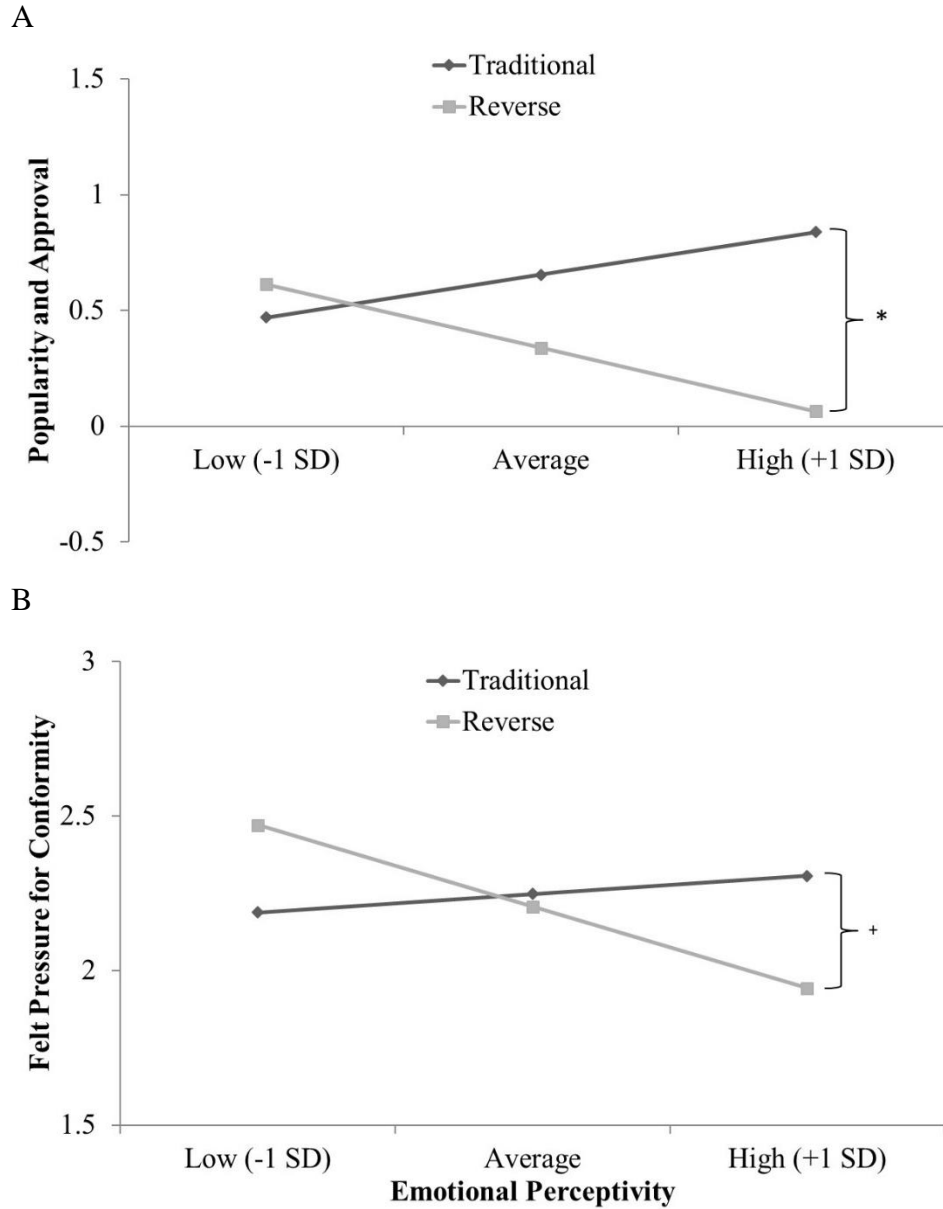 A
Traditional
Reverse
1.5
1
0.5
0
-0.5
Popularity and Approval
Low (-1 SD) Average High (+1 SD)
*
B
Traditional
Reverse
3
2.5
2
1.5
Felt Pressure for Conformity
Low (-1 SD) Average High (+1 SD)
+
Emotional Perceptivity